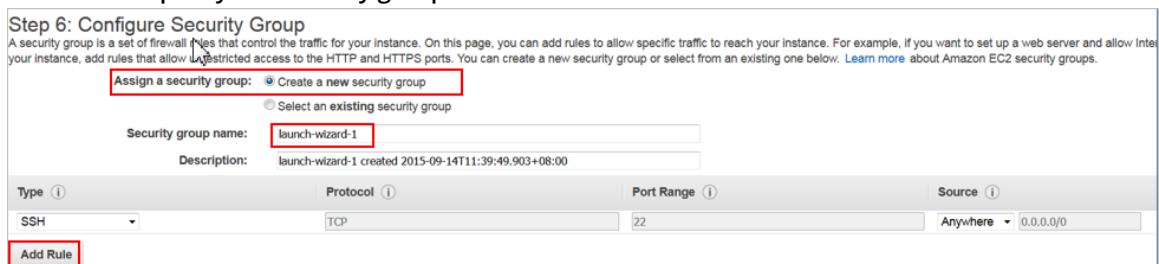 Step 6: Configure Security Group
A security group is a set of firewall rules that control the traffic for your instance. On this page, you can add rules to allow specific traffic to reach your instance. For example, if you want to set up a web server and allow Inter
your instance, add rules that allow unrestricted access to the HTTP and HTTPS ports. You can create a new security group or select from an existing one below. Learn more about Amazon EC2 security groups.
Assign a security group: Create a new security group
Select an existing security group
Security group name: launch-wizard-1
Description: launch-wizard-1 created 2015-09-14T11:39:49.903+08:00
Type Protocol Port Range Source
SSH TCP 22 Anywhere 0.0.0.0/0
Add Rule